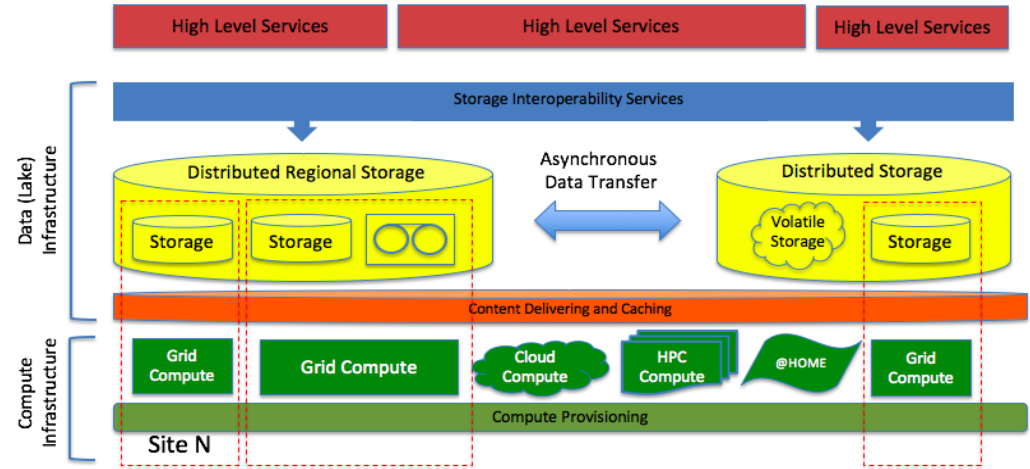 High Level Services
High Level Services
High Level Services
Storage Interoperability Services
Data (Lake)
Infrastructure
Distributed Regional Storage
Asynchronous
Data Transfer
Distributed Storage
Storage
Storage
Volatile
Storage
Storage
Content Delivering and Caching
Compute
Infrastructure
Grid
Compute
Grid Compute
Cloud
Compute
HPC
Compute
@HOME
Grid
Compute
Compute Provisioning
Site N